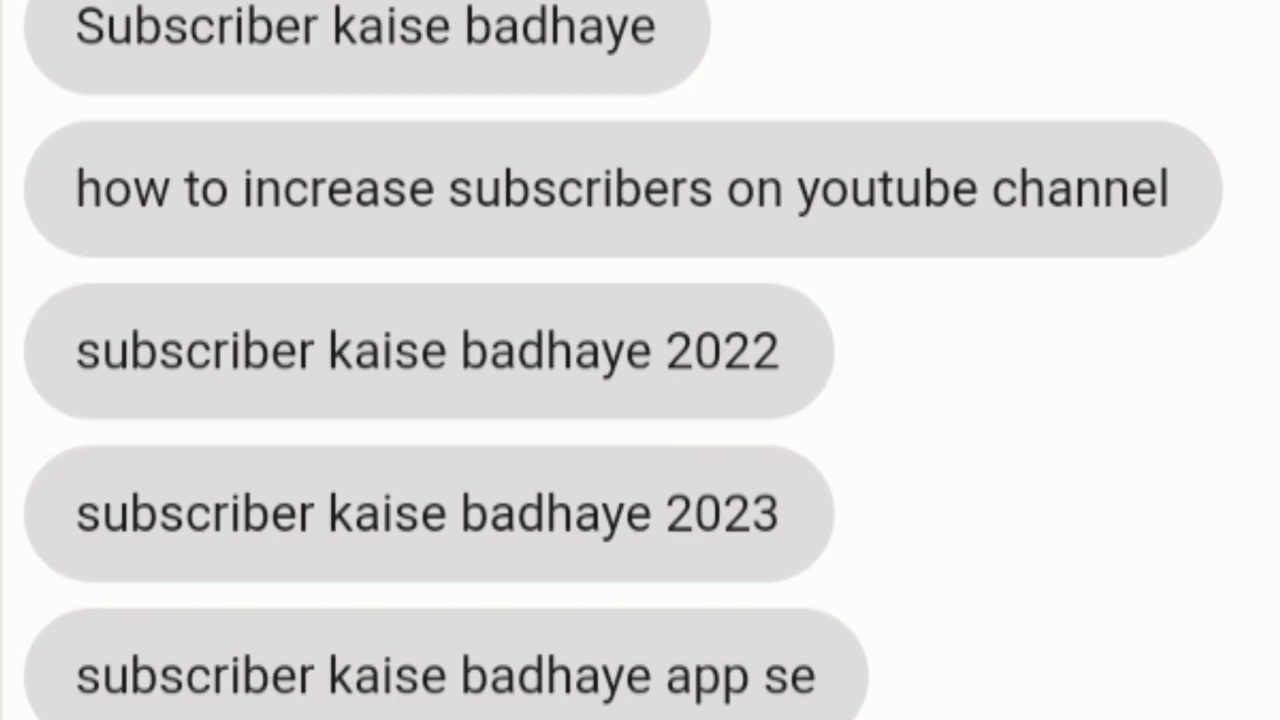 Subscriber kaise badhaye
how to increase subscribers on youtube channel
subscriber kaise badhaye 2022
subscriber kaise badhaye 2023
subscriber kaise badhaye app se